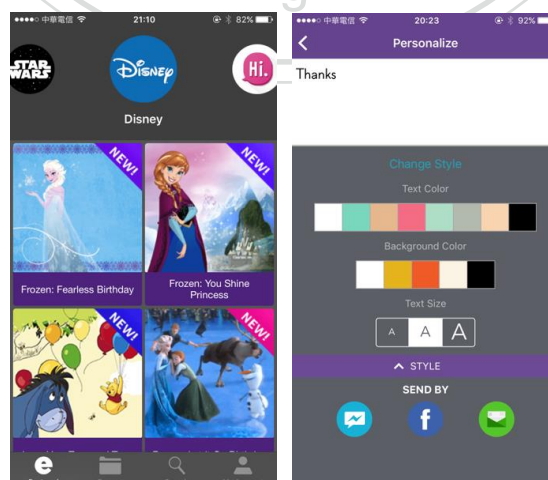 中華電信
21:10
82%
STAR
WARS
Disney
Hi.
Disney
NEW!
NEW!
Frozen: Fearless Birthday
Frozen: You Shine
Princess
NEW!
NEW!
e
中華電信
20:23
92%
Personalize
Thanks
Change Style
Text Color
Background Color
Text Size
A A A
STYLE
SEND BY
f